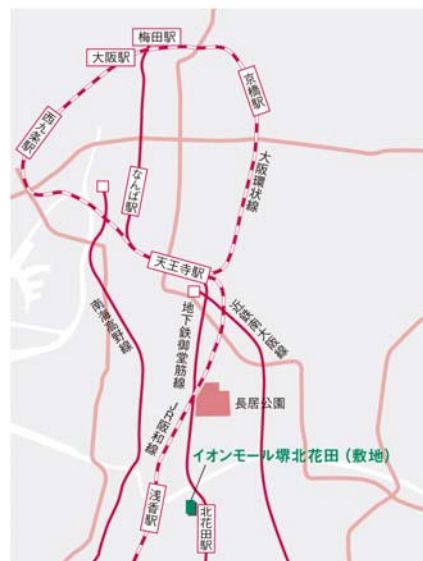 梅田駅
大阪駅
京橋駅
西九条駅
大阪環状線
なんば駅
天王寺駅
南海高野線
地下鉄御堂筋線
近鉄南大阪線
長居公園
JR阪和線
イオンモール堺北花田（敷地）
浅香駅
北花田駅